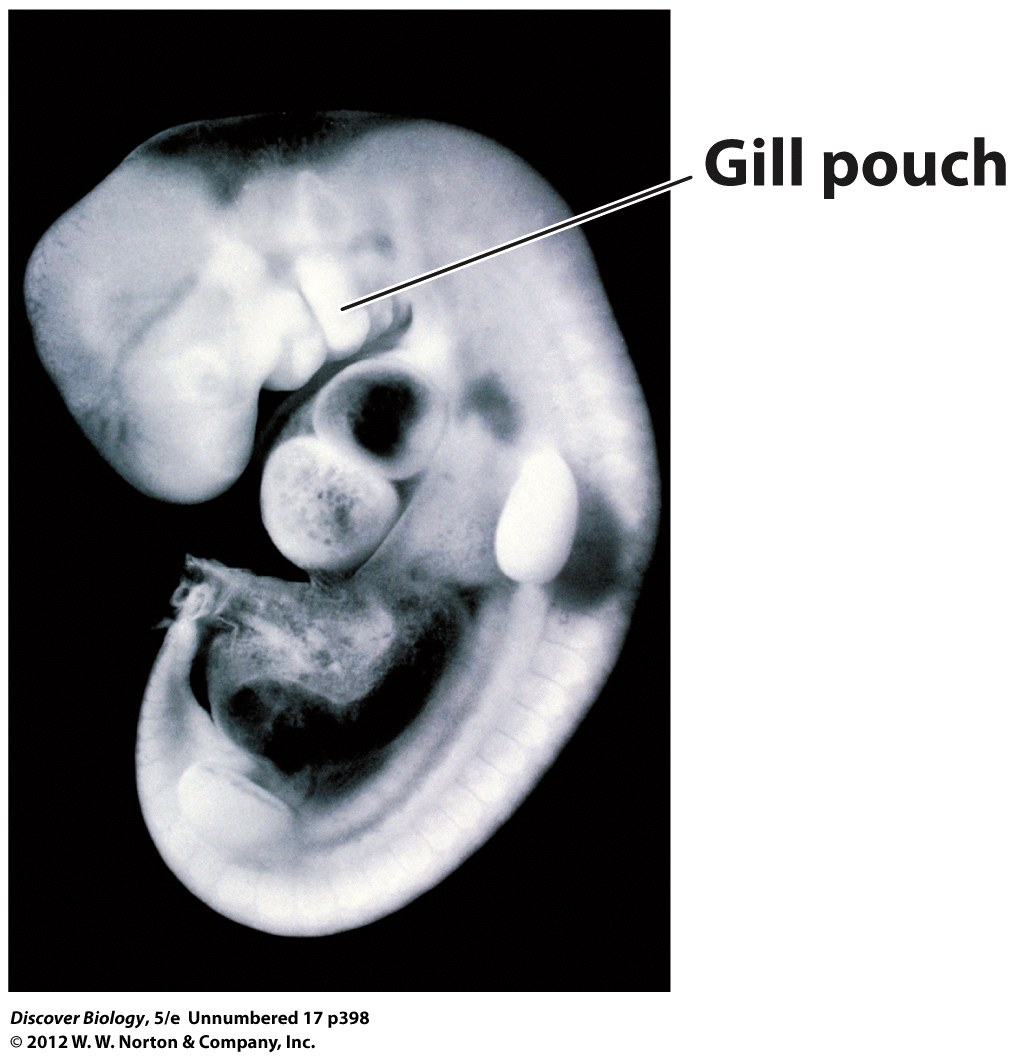 Gill pouch
Discover Biology, 5/e Unnumbered 17 p398
© 2012 W. W. Norton & Company, Inc.